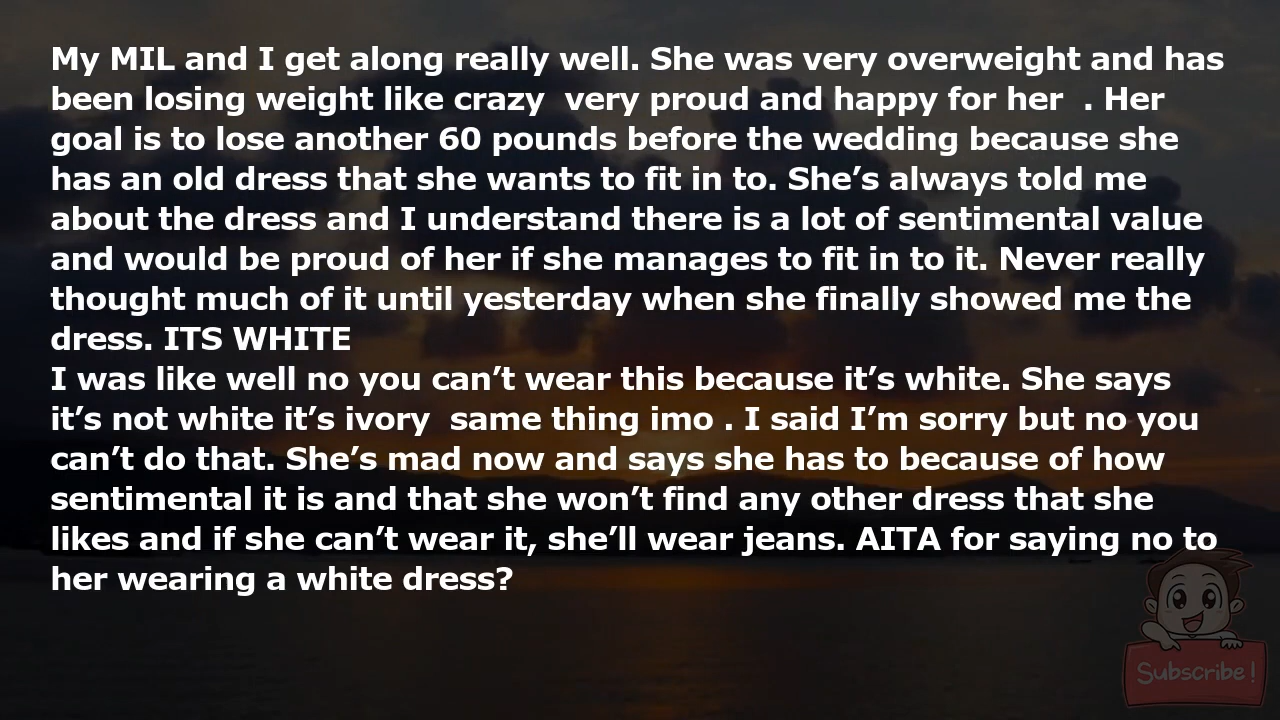 My MIL and I get along really well. She was very overweight and has
been losing weight like crazy  very proud and happy for her  . Her
goal is to lose another 60 pounds before the wedding because she
has an old dress that she wants to fit in to. She’s always told me
about the dress and I understand there is a lot of sentimental value
and would be proud of her if she manages to fit in to it. Never really
thought much of it until yesterday when she finally showed me the
dress. ITS WHITE
I was like well no you can’t wear this because it’s white. She says
it’s not white it’s ivory  same thing imo . I said I’m sorry but no you
can’t do that. She’s mad now and says she has to because of how
sentimental it is and that she won’t find any other dress that she
likes and if she can’t wear it, she’ll wear jeans. AITA for saying no to
her wearing a white dress?
Subscribe!